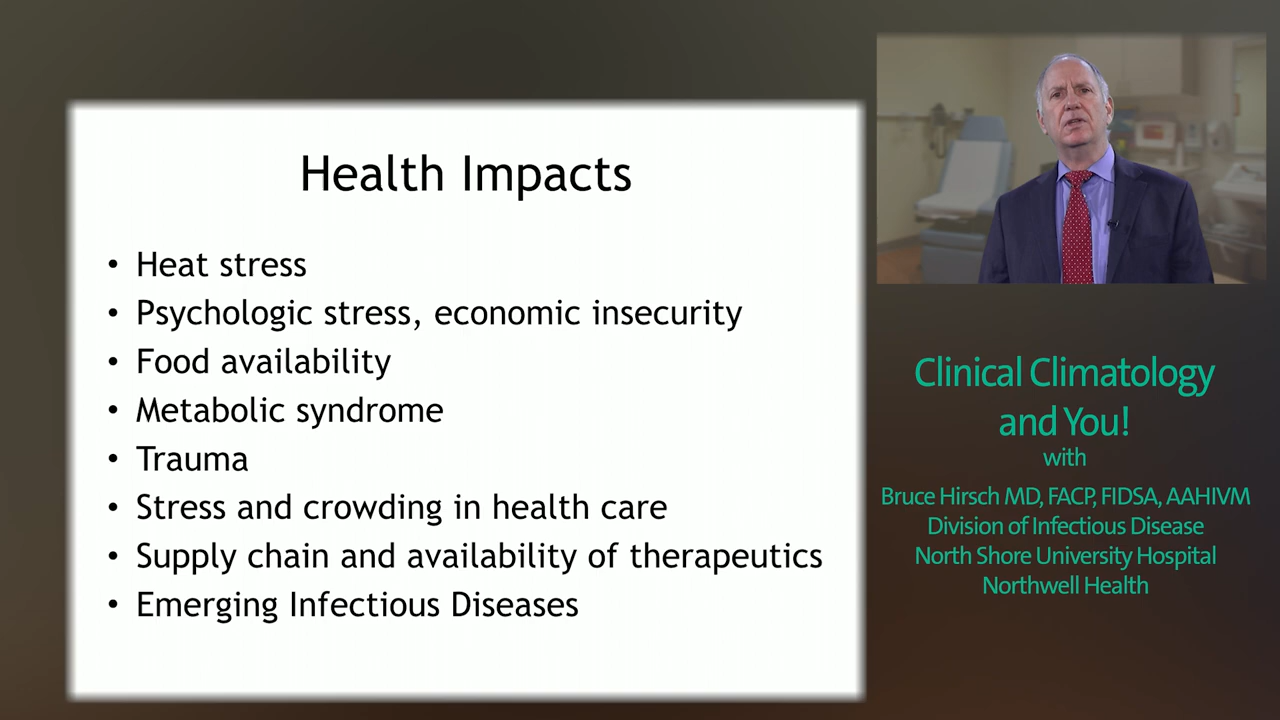 Health Impacts
• Heat stress
• Psychologic stress, economic insecurity
• Food availability
• Metabolic syndrome
• Trauma
• Stress and crowding in health care
• Supply chain and availability of therapeutics
• Emerging Infectious Diseases
Clinical Climatology
and You!
with
Bruce Hirsch MD, FACP, FIDSA, AAHIVM
Division of Infectious Disease
North Shore University Hospital
Northwell Health